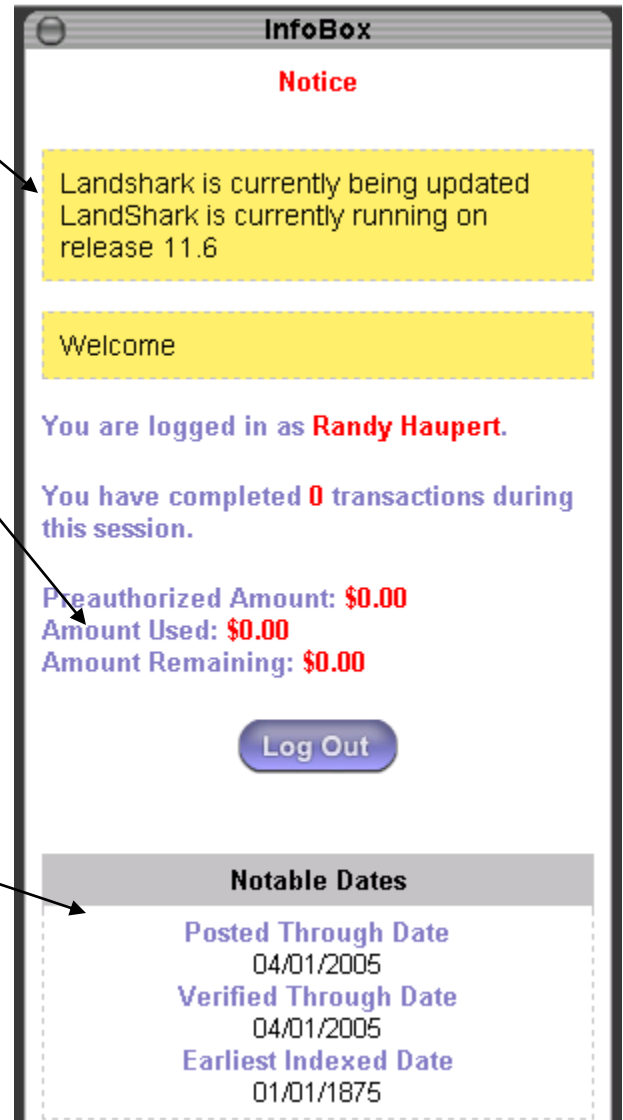 InfoBox
Notice
Landshark is currently being updated
LandShark is currently running on
release 11.6
Welcome
You are logged in as Randy Haupert.
You have completed 0 transactions during
this session.
Preauthorized Amount: $0.00
Amount Used: $0.00
Amount Remaining: $0.00
Log Out
Notable Dates
Posted Through Date
04/01/2005
Verified Through Date
04/01/2005
Earliest Indexed Date
01/01/1875